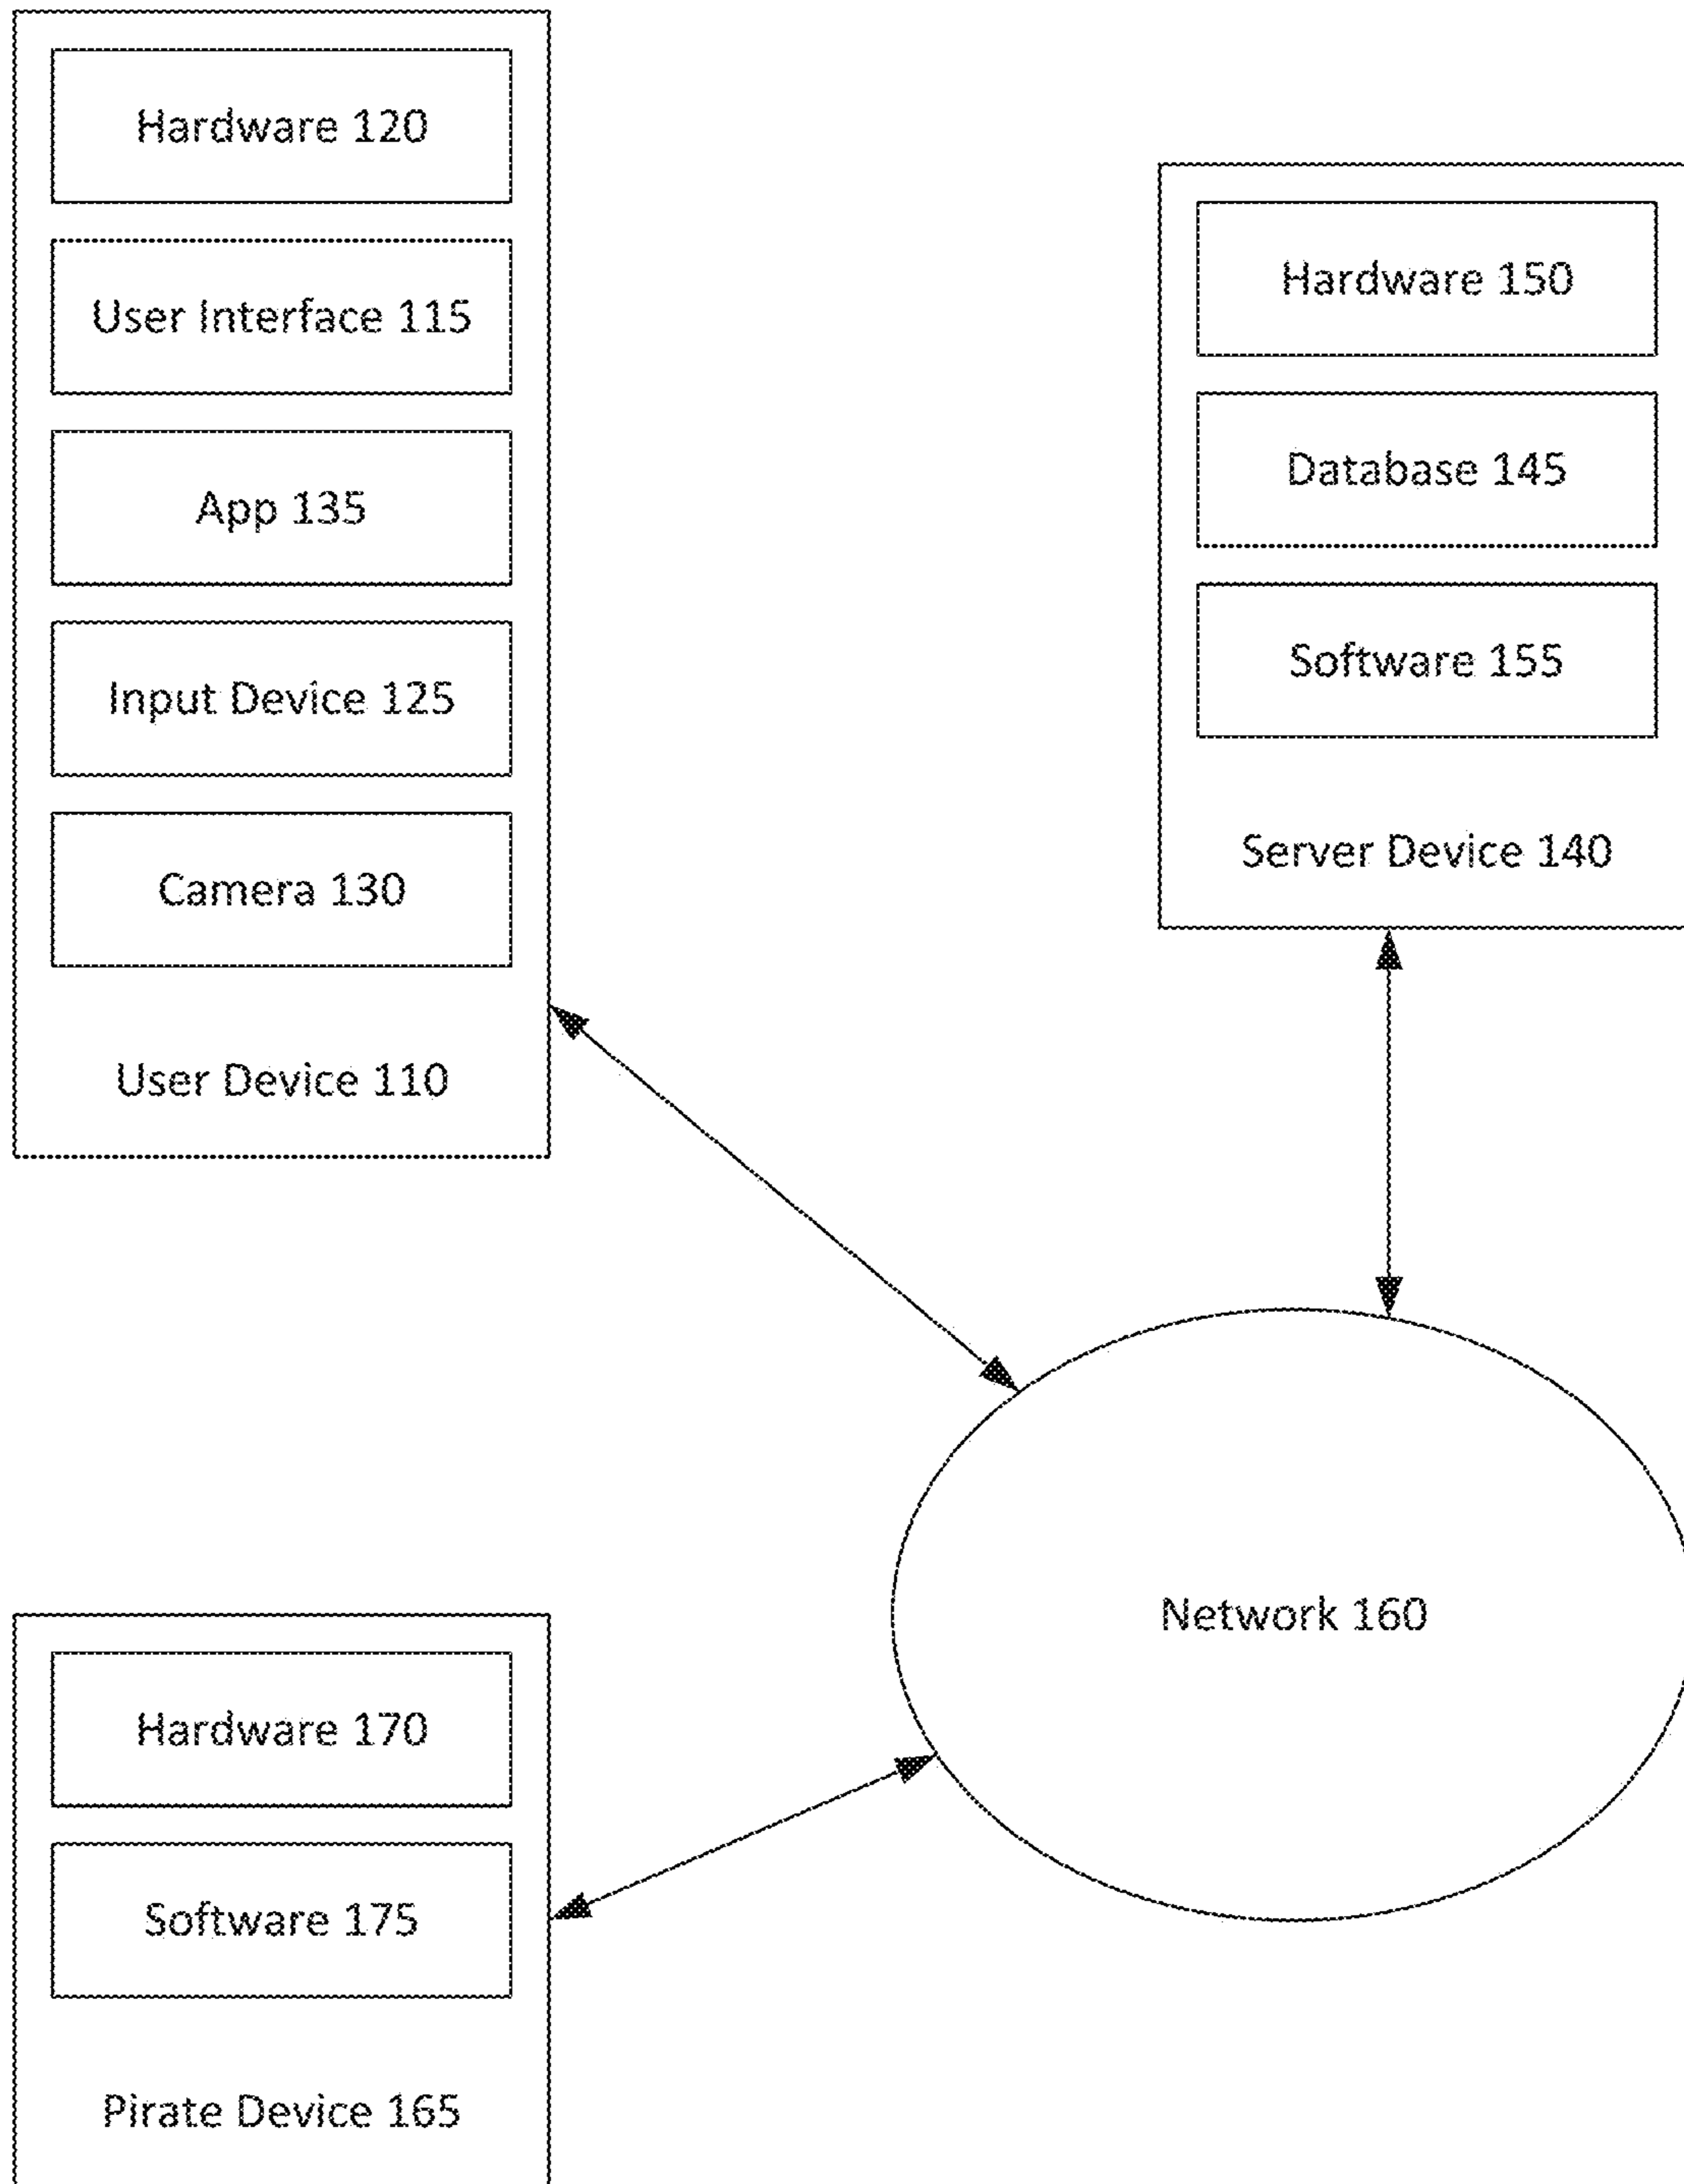 Hardware 120
User Interface 115
App 135
Input Device 125
Camera 130
User Device 110
Hardware 150
Database 145
Software 155
Server Device 140
Network 160
Hardware 170
Software 175
Pirate Device 165